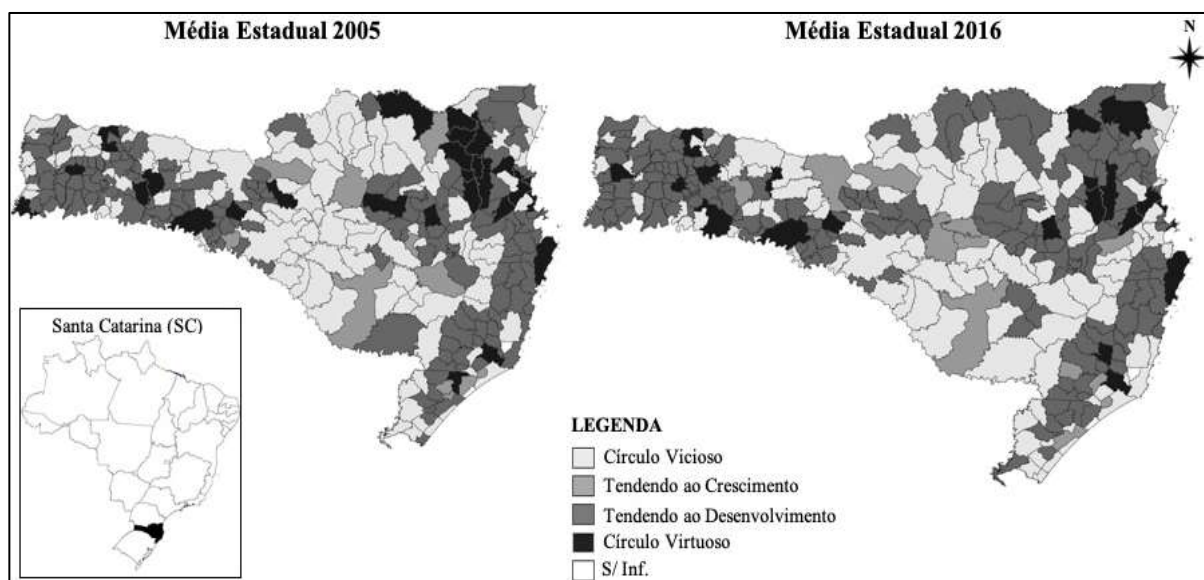 Média Estadual 2005
Média Estadual 2016
N
Santa Catarina (SC)
LEGENDA
Círculo Vicioso
Tendendo ao Crescimento
Tendendo ao Desenvolvimento
Círculo Virtuoso
S/ Inf.